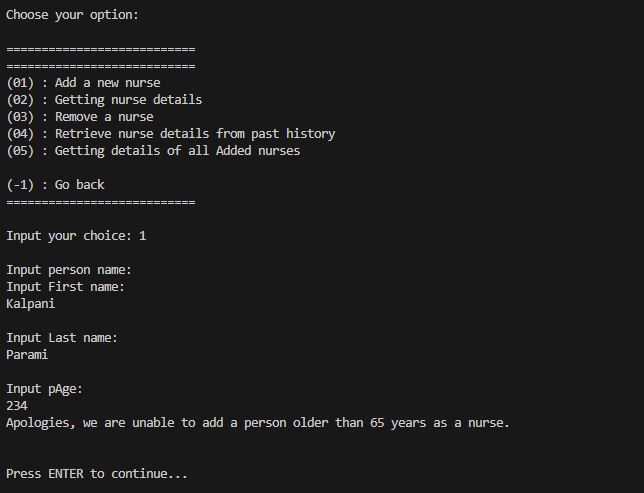 Choose your option:
===========================
===========================
(01) : Add a new nurse
(02) : Getting nurse details
(03) : Remove a nurse
(04) : Retrieve nurse details from past history
(05) : Getting details of all Added nurses
(-1) : Go back
===========================
Input your choice: 1
Input person name:
Input First name:
Kalpani
Input Last name:
Parami
Input pAge:
234
Apologies, we are unable to add a person older than 65 years as a nurse.
Press ENTER to continue...